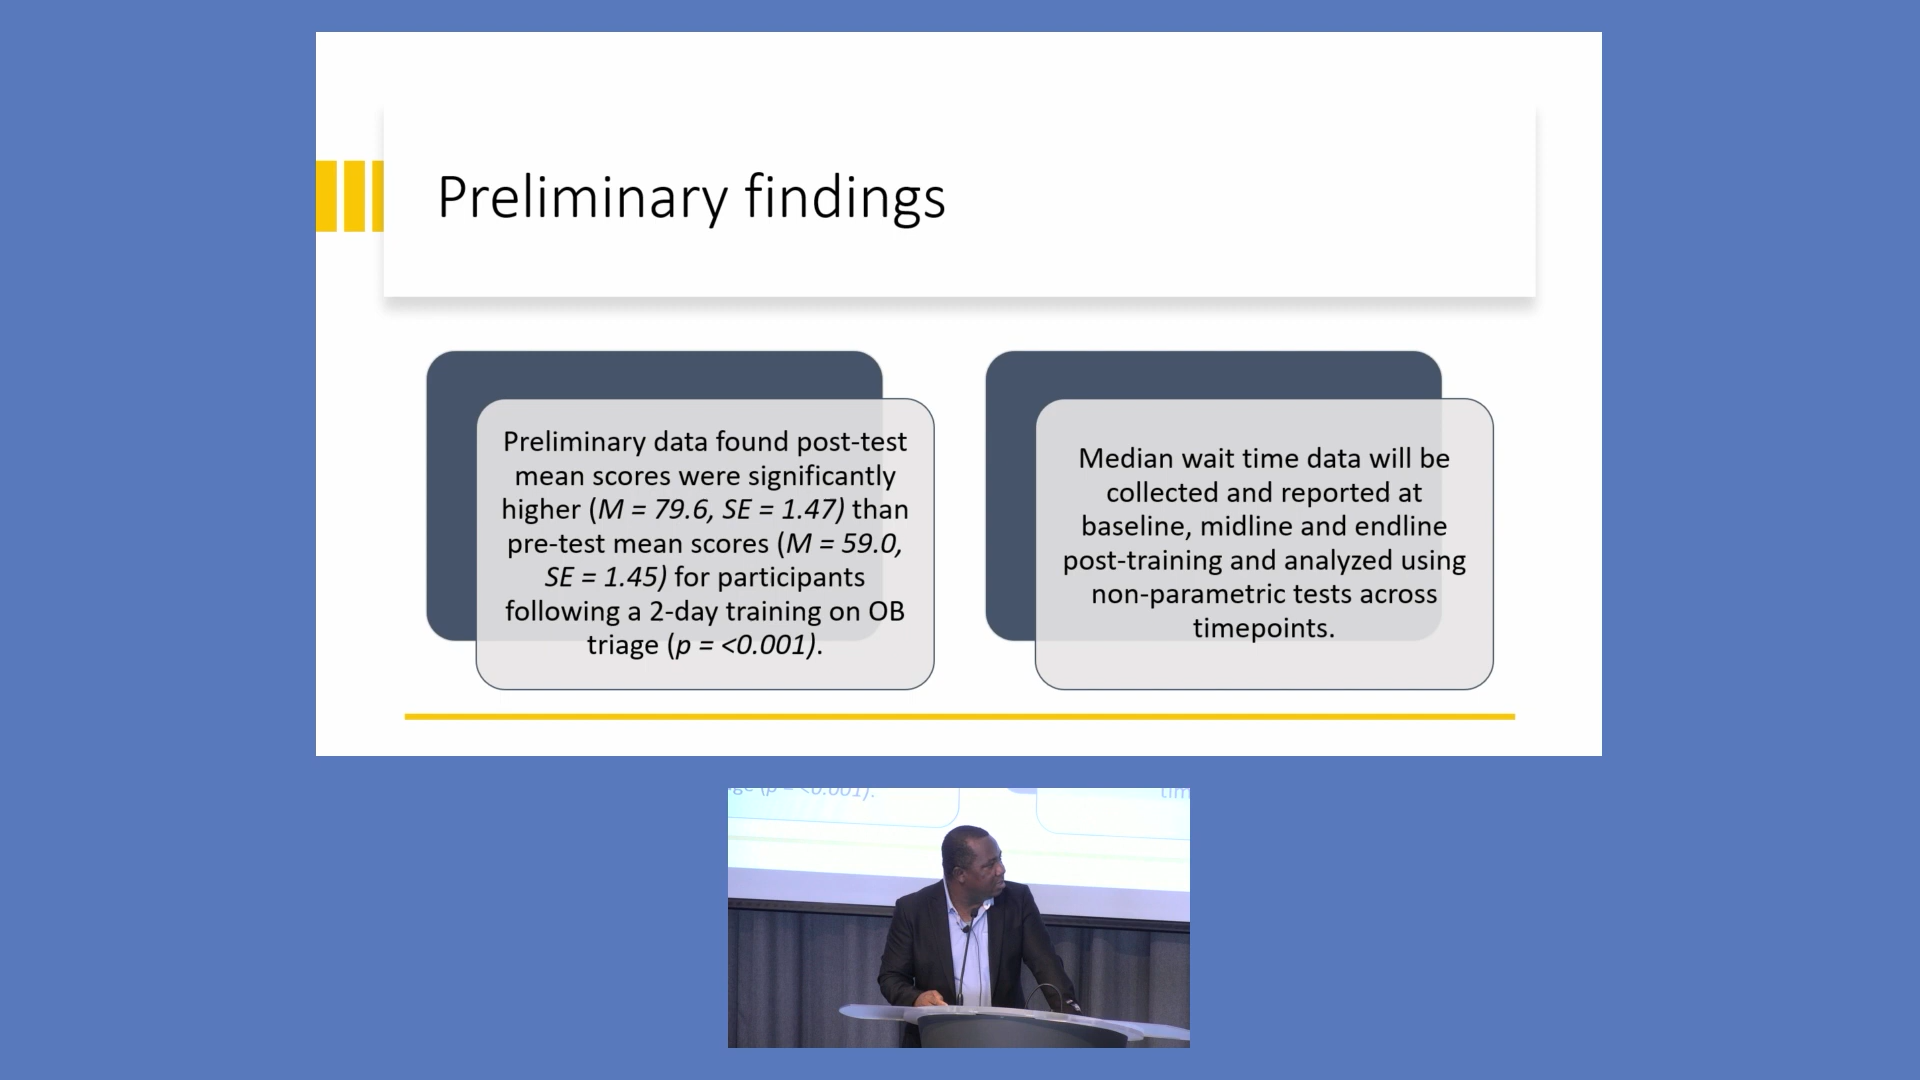 Preliminary findings
Preliminary data found post-test
mean scores were significantly
higher (M = 79.6, SE = 1.47) than
pre-test mean scores (M = 59.0,
SE = 1.45) for participants
following a 2-day training on OB
triage (p = <0.001).
Median wait time data will be
collected and reported at
baseline, midline and endline
post-training and analyzed using
non-parametric tests across
timepoints.
(p = <0.001).
tim